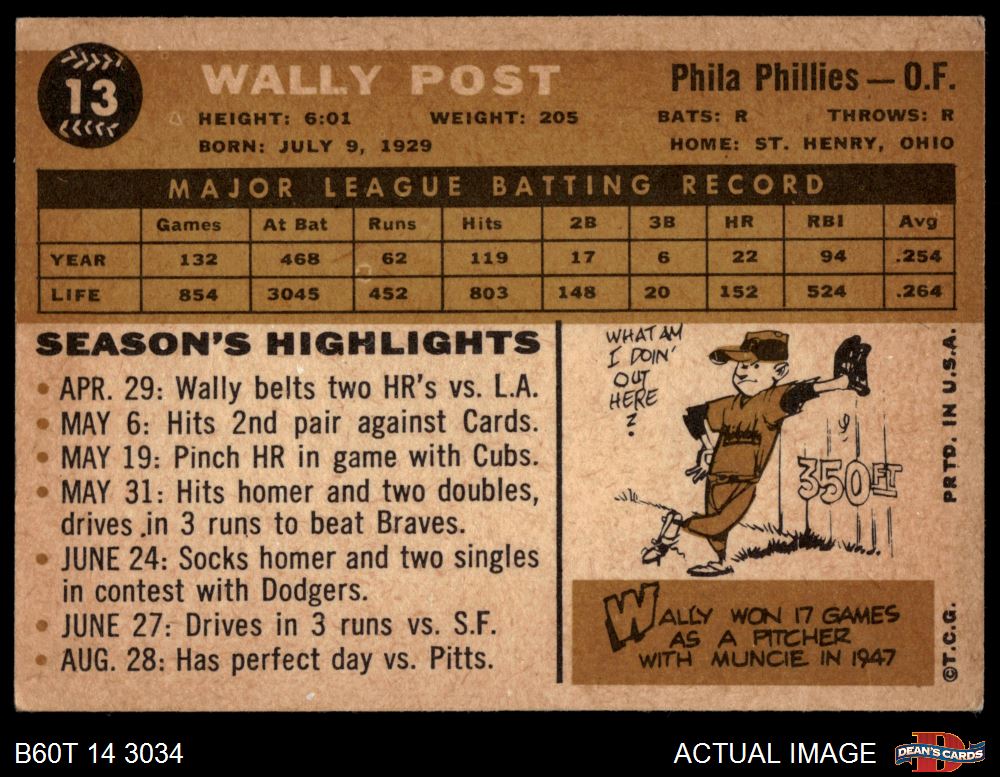 13
WALLY POST
Phila Phillies — O.F.
HEIGHT: 6:01 WEIGHT: 205 BATS: R THROWS: R
BORN: JULY 9, 1929 HOME: ST. HENRY, OHIO
MAJOR LEAGUE BATTING RECORD
Games At Bat Runs Hits 2B 3B HR RBI Avg
YEAR 132 468 62 119 17 6 22 94 .254
LIFE 854 3045 452 803 148 20 152 524 .264
SEASON'S HIGHLIGHTS
• APR. 29: Wally belts two HR's vs. L.A.
• MAY 6: Hits 2nd pair against Cards.
• MAY 19: Pinch HR in game with Cubs.
• MAY 31: Hits homer and two doubles,
drives in 3 runs to beat Braves.
• JUNE 24: Socks homer and two singles
in contest with Dodgers.
• JUNE 27: Drives in 3 runs vs. S.F.
• AUG. 28: Has perfect day vs. Pitts.
WHAT AM
I DOIN'
OUT
HERE
?
350 FT
WALLY WON 17 GAMES
AS A PITCHER
WITH MUNCIE IN 1947
©T.C.G. PRTD. IN U.S.A.
B60T 14 3034
ACTUAL IMAGE
D
DEAN'S CARDS